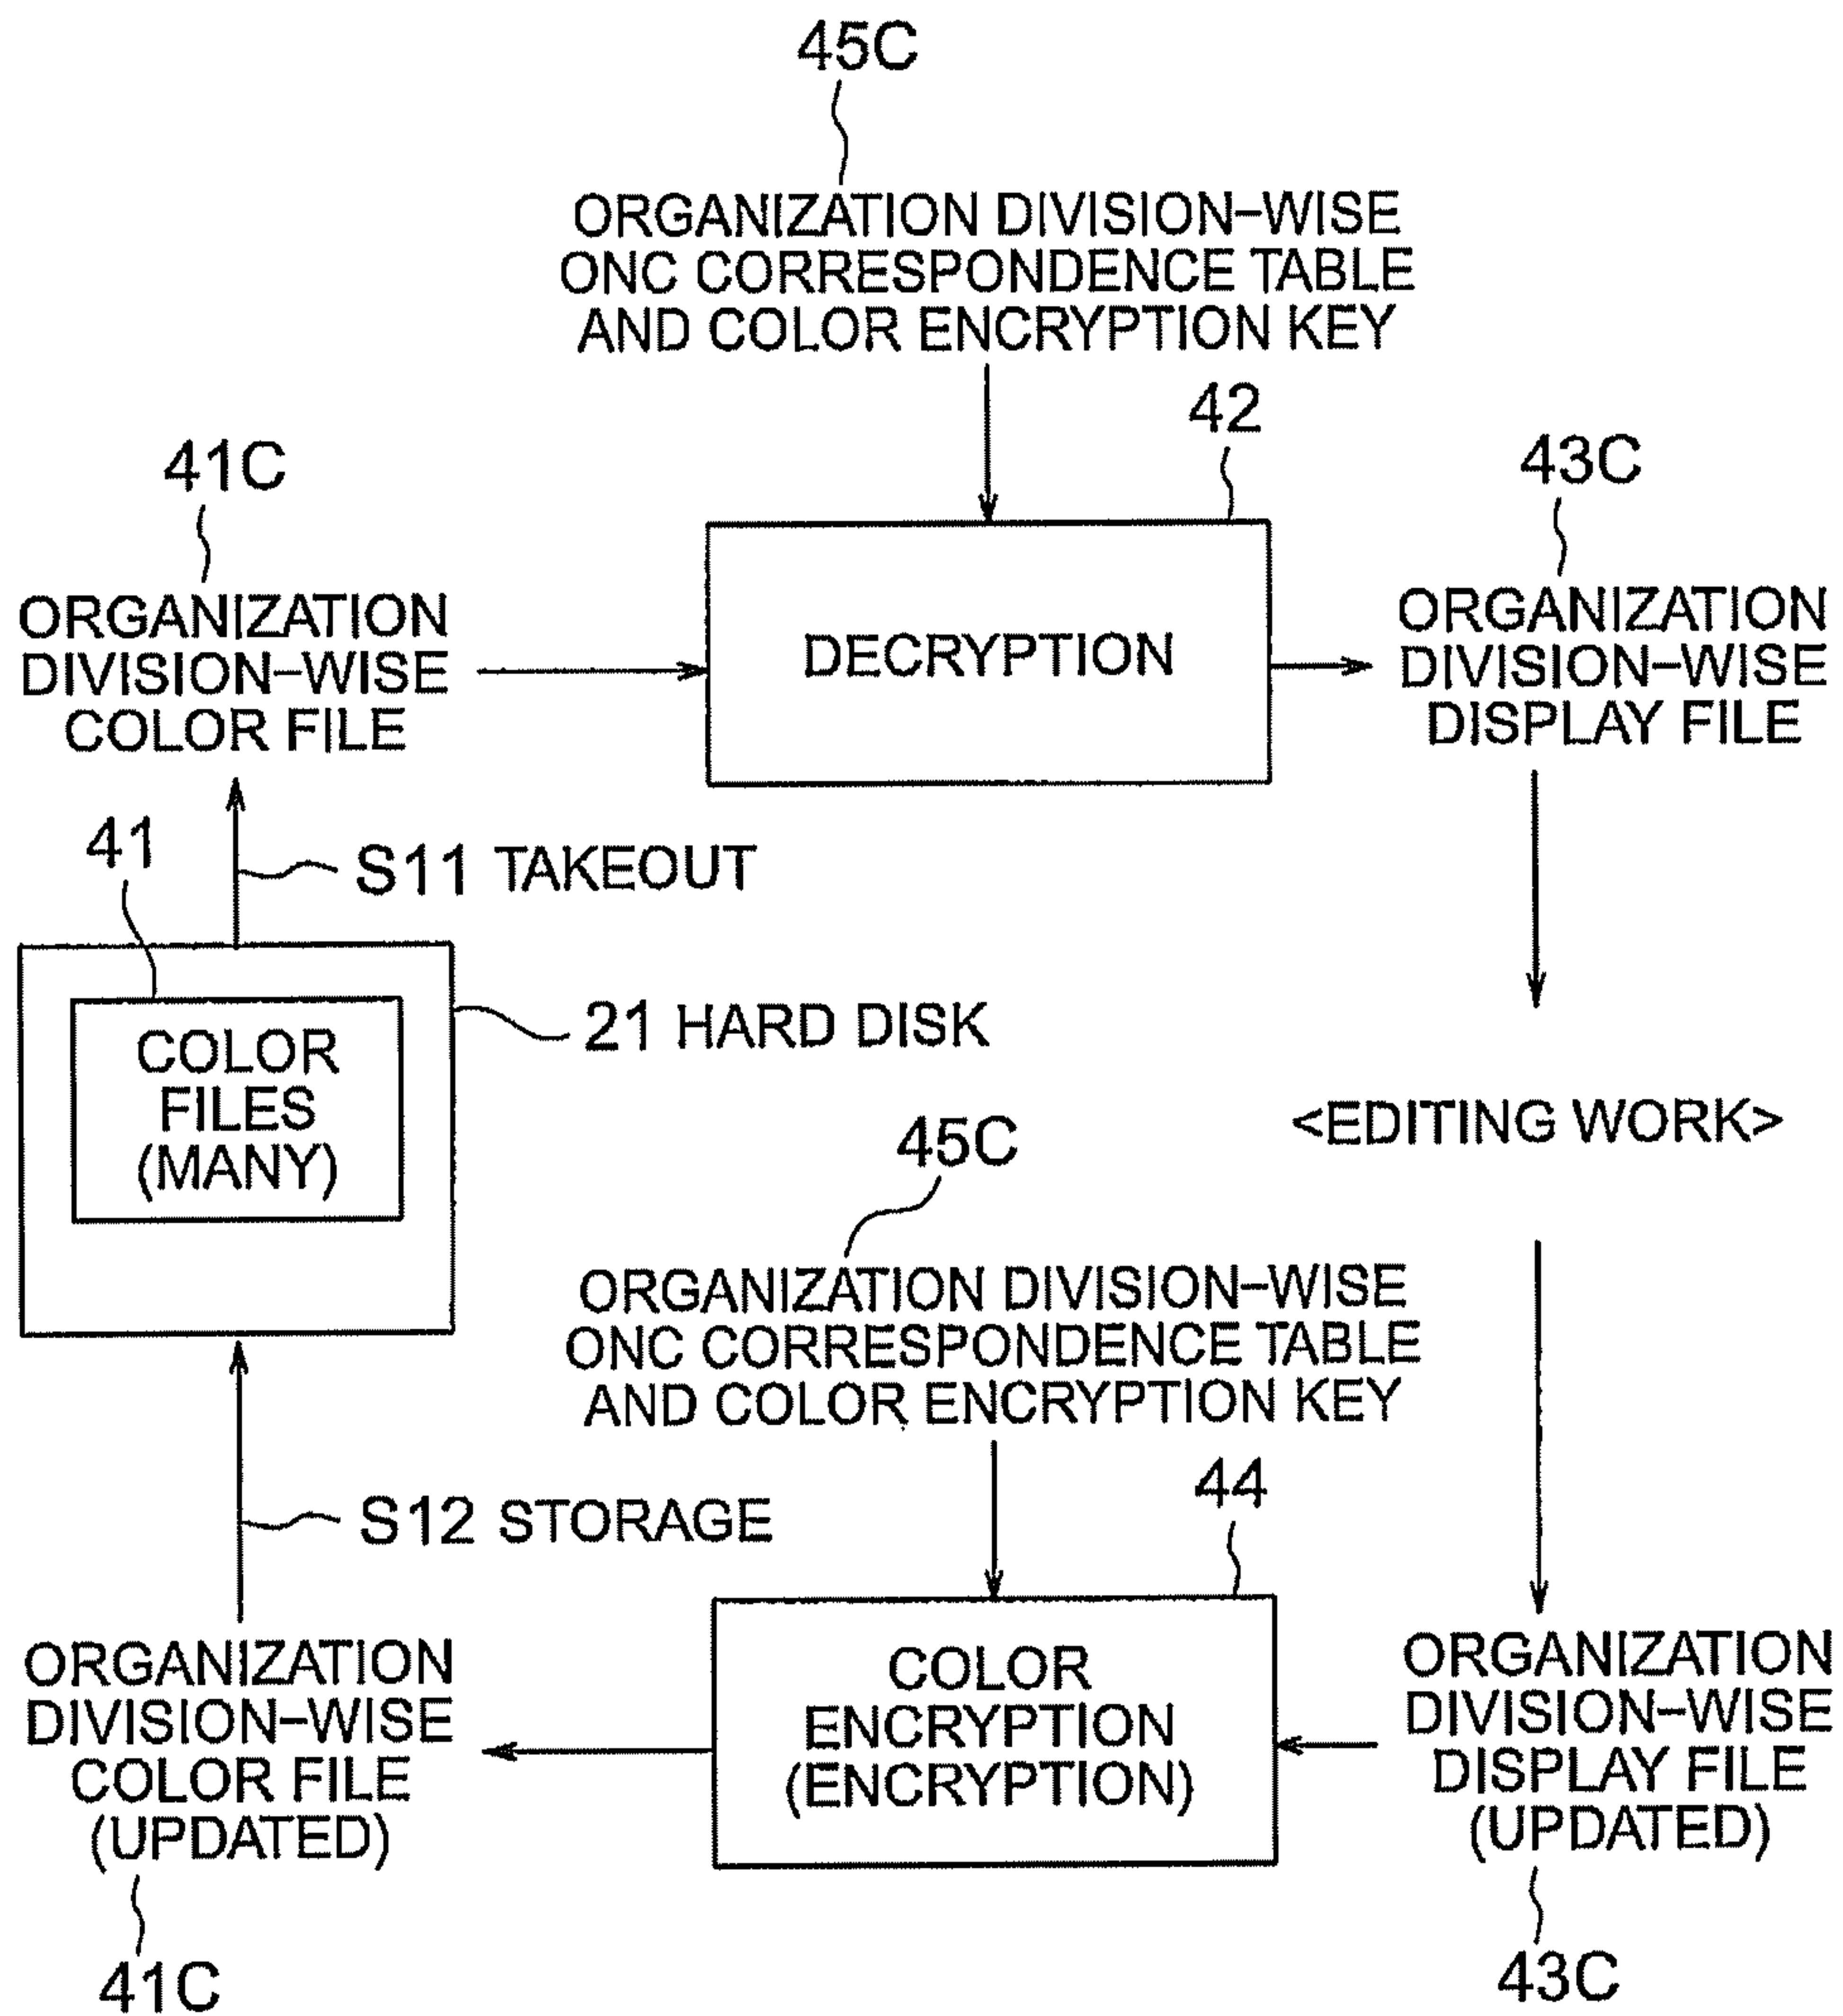 45C
ORGANIZATION DIVISION–WISE
ONC CORRESPONDENCE TABLE
AND COLOR ENCRYPTION KEY
42
41C
43C
ORGANIZATION
DIVISION–WISE
COLOR FILE
DECRYPTION
ORGANIZATION
DIVISION–WISE
DISPLAY FILE
41
S11 TAKEOUT
21 HARD DISK
COLOR
FILES
(MANY)
<EDITING WORK>
45C
ORGANIZATION DIVISION–WISE
ONC CORRESPONDENCE TABLE
AND COLOR ENCRYPTION KEY
S12 STORAGE
44
ORGANIZATION
DIVISION–WISE
COLOR FILE
(UPDATED)
COLOR
ENCRYPTION
(ENCRYPTION)
ORGANIZATION
DIVISION–WISE
DISPLAY FILE
(UPDATED)
41C
43C